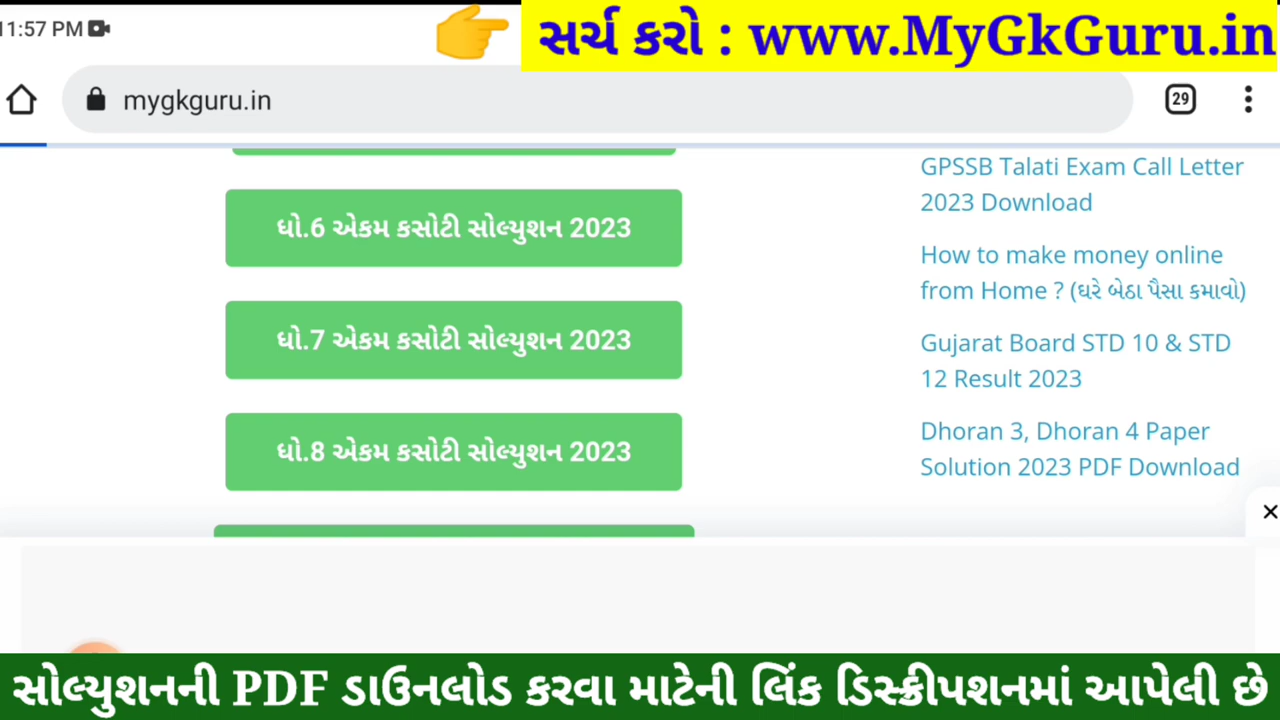 11:57 PM
સર્ચ કરો : www.MyGkGuru.in
mygkguru.in
29
ધો.6 એકમ કસોટી સોલ્યુશન 2023
ધો.7 એકમ કસોટી સોલ્યુશન 2023
ધો.8 એકમ કસોટી સોલ્યુશન 2023
GPSSB Talati Exam Call Letter
2023 Download
How to make money online
from Home ? (ઘરે બેઠા પૈસા કમાવો)
Gujarat Board STD 10 & STD
12 Result 2023
Dhoran 3, Dhoran 4 Paper
Solution 2023 PDF Download
સોલ્યુશનની PDF ડાઉનલોડ કરવા માટેની લિંક ડિસ્ક્રીપશનમાં આપેલી છે